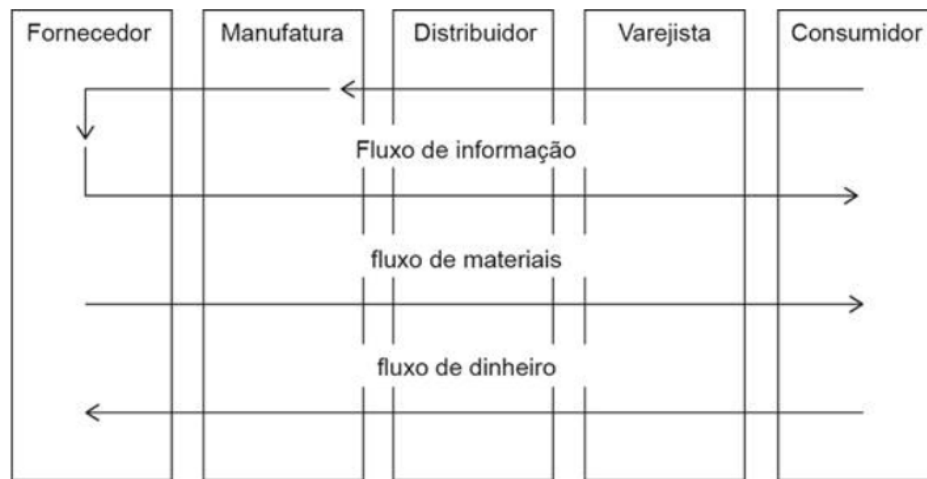 Fornecedor
Manufatura
Distribuidor
Varejista
Consumidor
Fluxo de informação
fluxo de materiais
fluxo de dinheiro